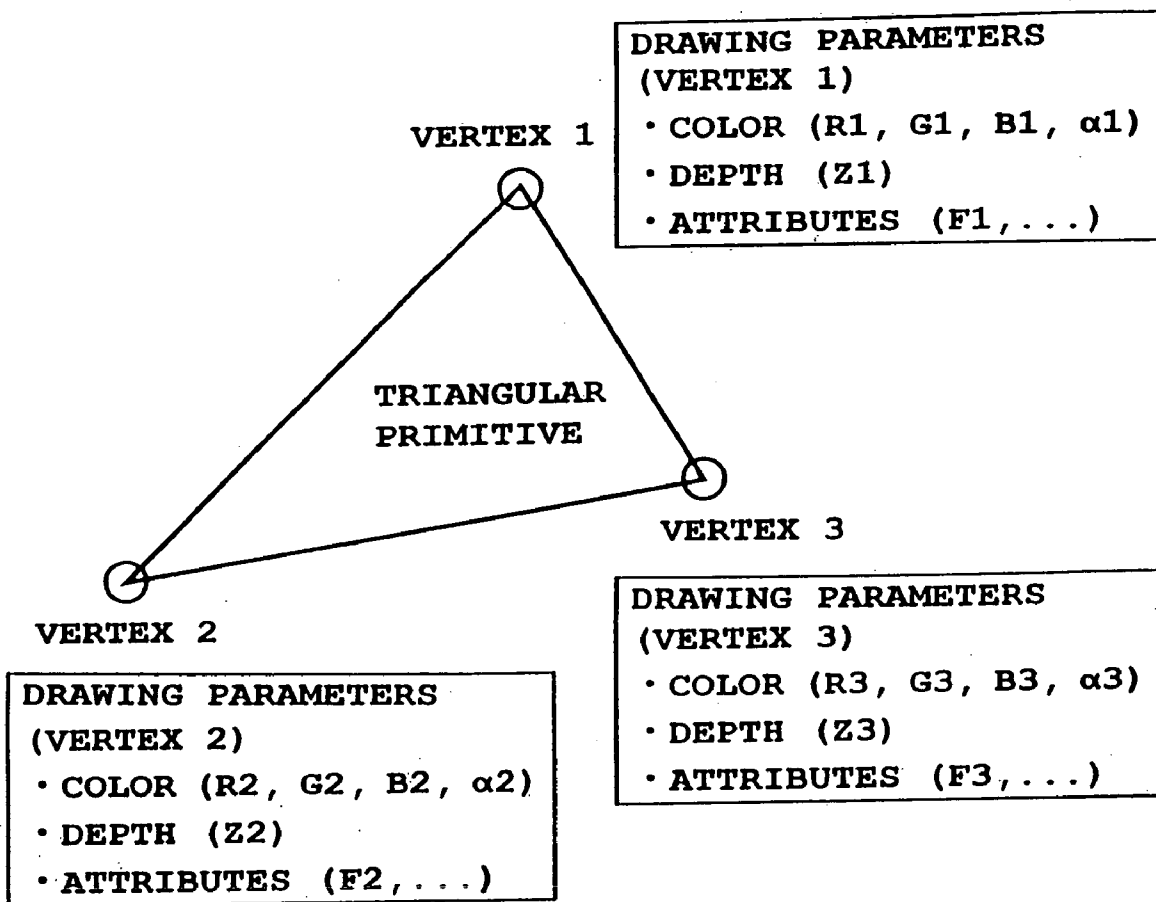 DRAWING PARAMETERS
(VERTEX 1)
・COLOR (R1, G1, B1, α1)
・DEPTH (Z1)
・ATTRIBUTES (F1,...)
VERTEX 1
TRIANGULAR
PRIMITIVE
VERTEX 3
VERTEX 2
DRAWING PARAMETERS
(VERTEX 3)
・COLOR (R3, G3, B3, α3)
・DEPTH (Z3)
・ATTRIBUTES (F3,...)
DRAWING PARAMETERS
(VERTEX 2)
・COLOR (R2, G2, B2, α2)
・DEPTH (Z2)
・ATTRIBUTES (F2,...)